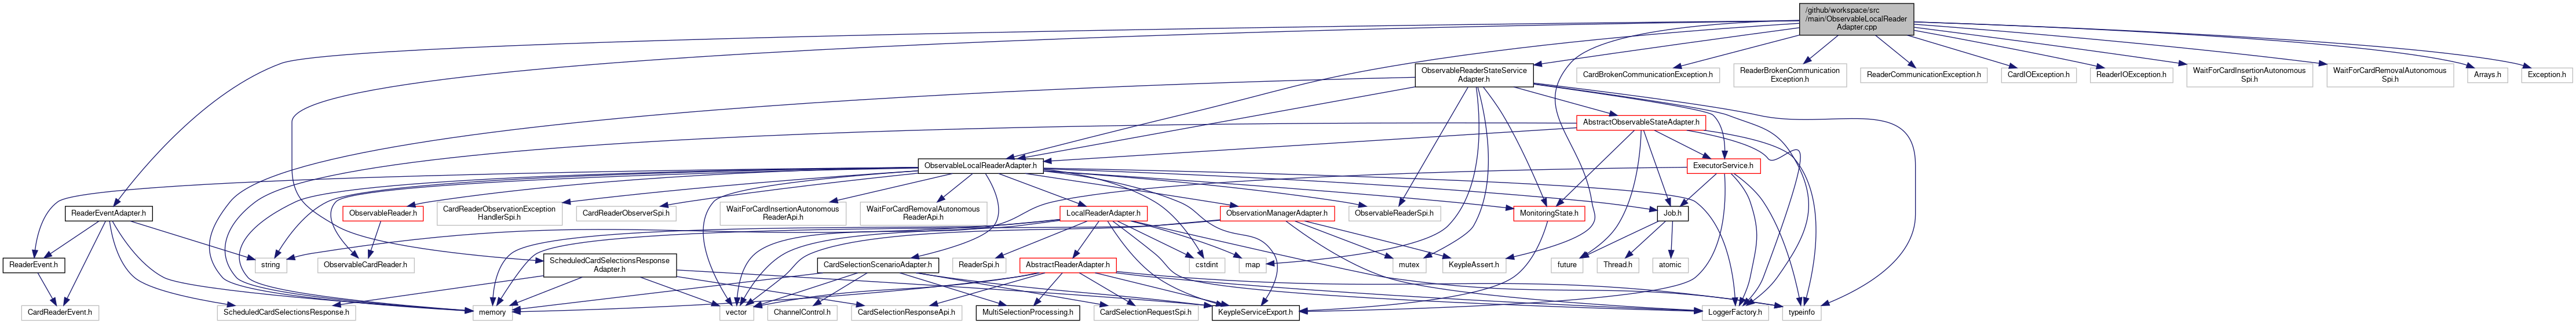 /github/workspace/src
/main/ObservableLocalReader
Adapter.cpp
ObservableReaderStateService
Adapter.h
CardBrokenCommunicationException.h
ReaderBrokenCommunication
Exception.h
ReaderCommunicationException.h
CardIOException.h
ReaderIOException.h
WaitForCardInsertionAutonomous
Spi.h
WaitForCardRemovalAutonomous
Spi.h
Arrays.h
Exception.h
AbstractObservableStateAdapter.h
ObservableLocalReaderAdapter.h
ExecutorService.h
ReaderEventAdapter.h
ObservableReader.h
CardReaderObservationException
HandlerSpi.h
CardReaderObserverSpi.h
WaitForCardInsertionAutonomous
ReaderApi.h
WaitForCardRemovalAutonomous
ReaderApi.h
LocalReaderAdapter.h
ObservationManagerAdapter.h
ObservableReaderSpi.h
MonitoringState.h
Job.h
ReaderEvent.h
string
ObservableCardReader.h
ScheduledCardSelectionsResponse
Adapter.h
CardSelectionScenarioAdapter.h
ReaderSpi.h
AbstractReaderAdapter.h
cstdint
map
mutex
KeypleAssert.h
future
Thread.h
atomic
CardReaderEvent.h
ScheduledCardSelectionsResponse.h
memory
vector
ChannelControl.h
CardSelectionResponseApi.h
MultiSelectionProcessing.h
CardSelectionRequestSpi.h
KeypleServiceExport.h
LoggerFactory.h
typeinfo